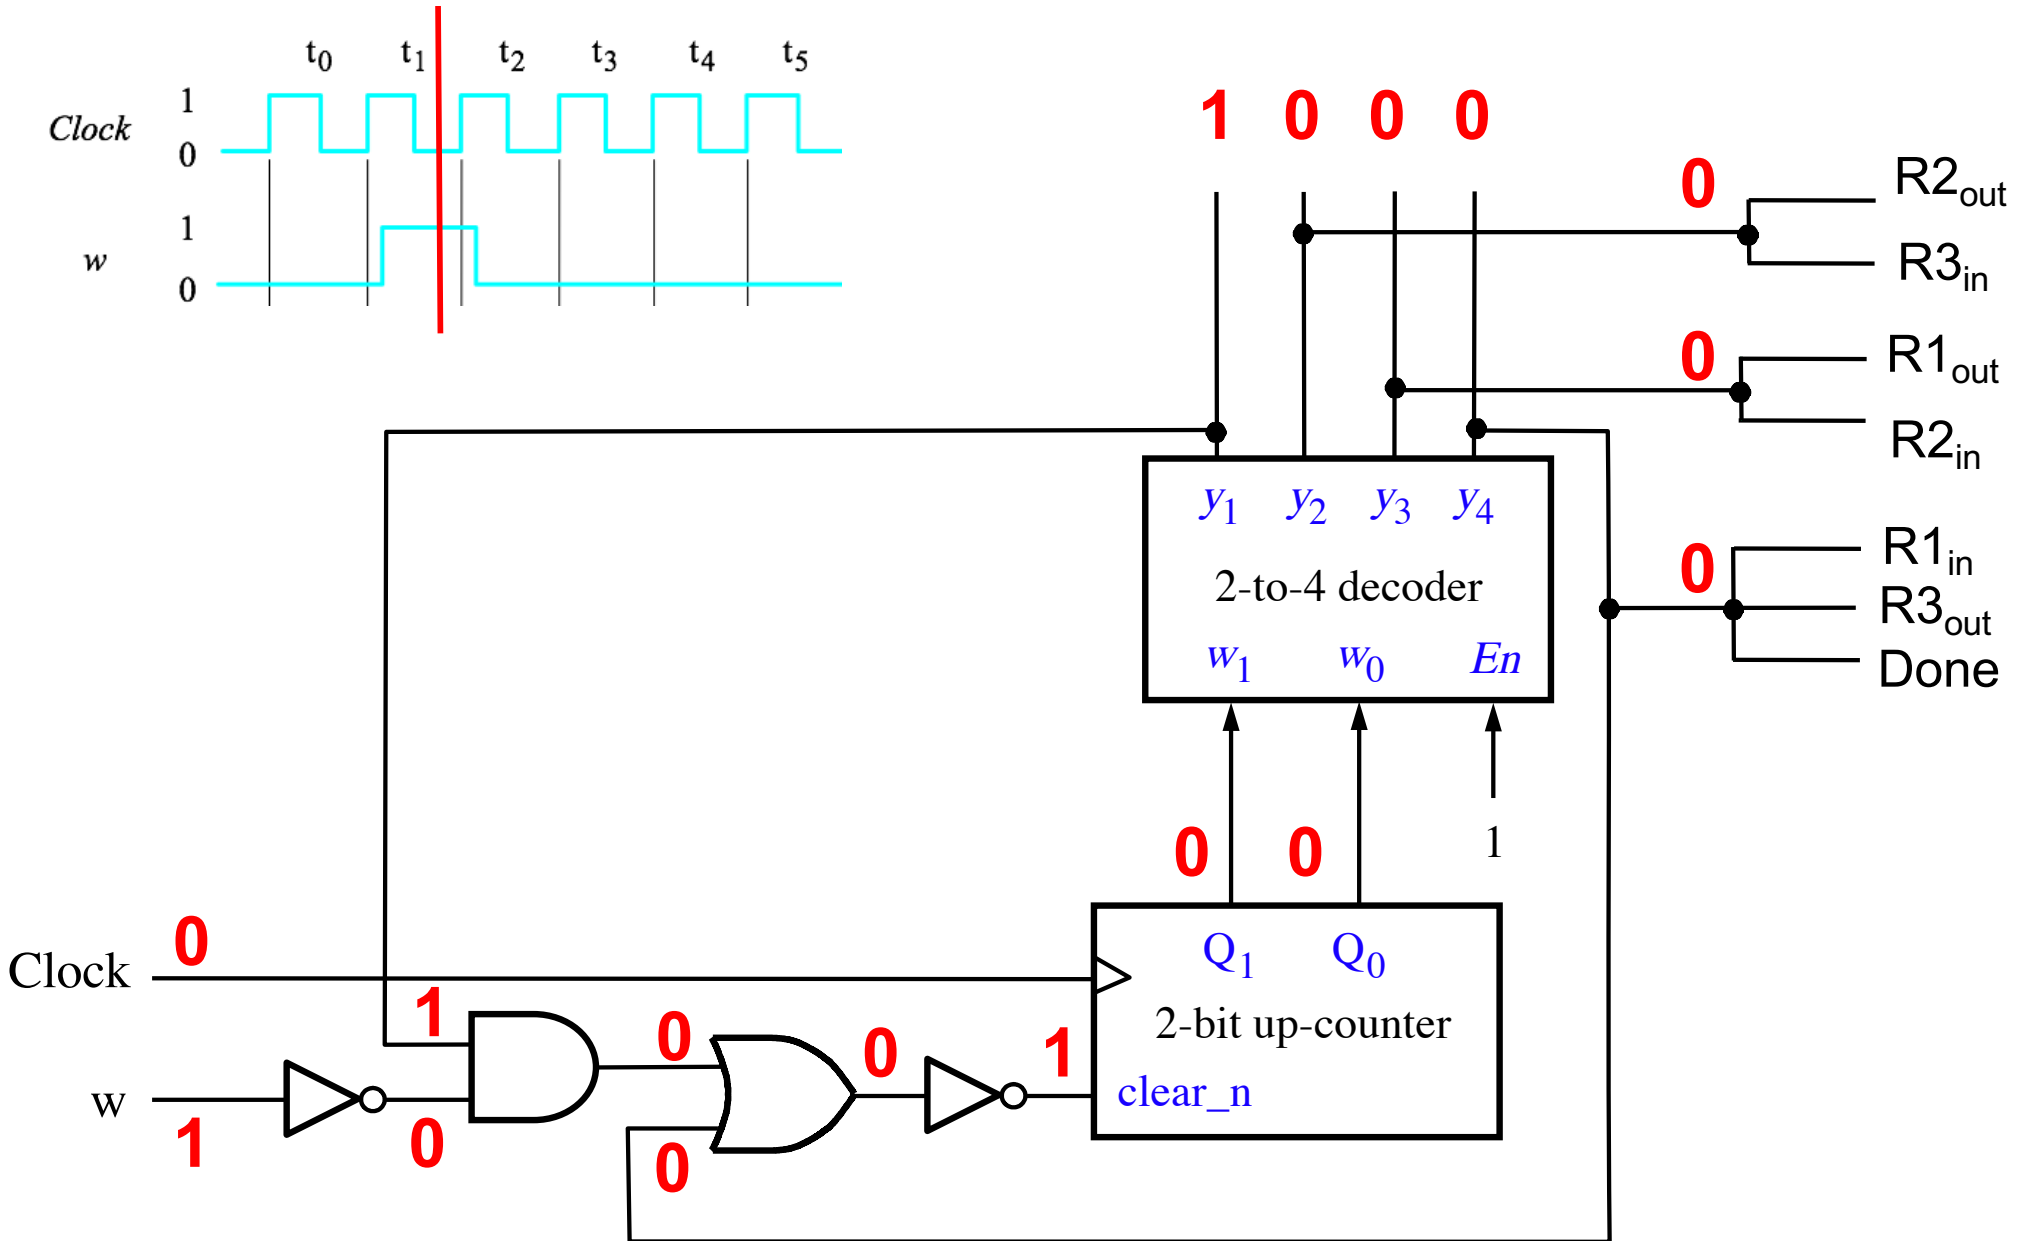 t0 t1 t2 t3 t4 t5
1
Clock
0
1
w
0
1 0 0 0
0
R2out
R3in
0
R1out
R2in
y1 y2 y3 y4
2-to-4 decoder
w1 w0 En
0
R1in
R3out
Done
0 0
1
Clock
0
Q1 Q0
2-bit up-counter
clear_n
1
0
0
1
w
1
0
0